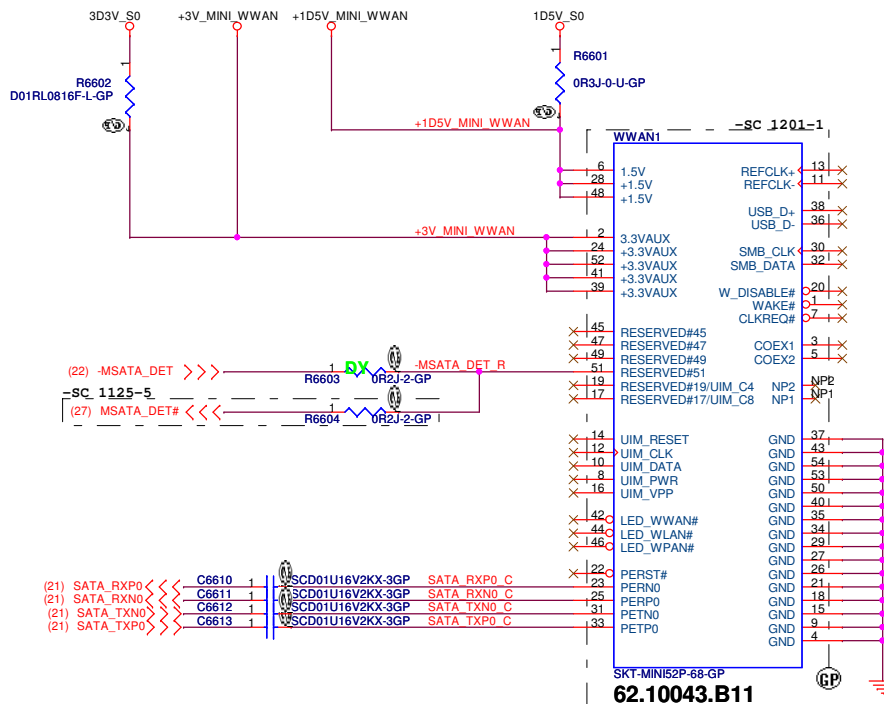 3D3V_S0
+3V_MINI_WWAN
+1D5V_MINI_WWAN
1D5V_S0
1
R6602
D01RL0816F-L-GP
1
R6601
0R3J-0-U-GP
+1D5V_MINI_WWAN
-SC 1201-1
WWAN1
+3V_MINI_WWAN
6 1.5V
28 +1.5V
48 +1.5V
2 3.3VAUX
24 +3.3VAUX
52 +3.3VAUX
41 +3.3VAUX
39 +3.3VAUX
45 RESERVED#45
47 RESERVED#47
49 RESERVED#49
51 RESERVED#51
19 RESERVED#19/UIM_C4
17 RESERVED#17/UIM_C8
14 UIM_RESET
12 UIM_CLK
10 UIM_DATA
8 UIM_PWR
16 UIM_VPP
42 LED_WWAN#
44 LED_WLAN#
46 LED_WPAN#
22 PERST#
23 PERN0
25 PERP0
31 PETN0
33 PETP0
REFCLK+ 13
REFCLK- 11
USB_D+ 38
USB_D- 36
SMB_CLK 30
SMB_DATA 32
W_DISABLE# 20
WAKE# 1
CLKREQ# 7
COEX1 3
COEX2 5
NP2 NP2
NP1 NP1
GND 37
GND 43
GND 54
GND 53
GND 50
GND 40
GND 35
GND 34
GND 29
GND 27
GND 26
GND 21
GND 18
GND 15
GND 9
GND 4
(22) -MSATA_DET
1
DY
R6603
0R2J-2-GP
-MSATA_DET_R
-SC 1125-5
(27) MSATA_DET#
1
R6604
0R2J-2-GP
(21) SATA_RXP0 C6610 1 SCD01U16V2KX-3GP SATA_RXP0_C
(21) SATA_RXN0 C6611 1 SCD01U16V2KX-3GP SATA_RXN0_C
(21) SATA_TXN0 C6612 1 SCD01U16V2KX-3GP SATA_TXN0_C
(21) SATA_TXP0 C6613 1 SCD01U16V2KX-3GP SATA_TXP0_C
SKT-MINI52P-68-GP
62.10043.B11
GP